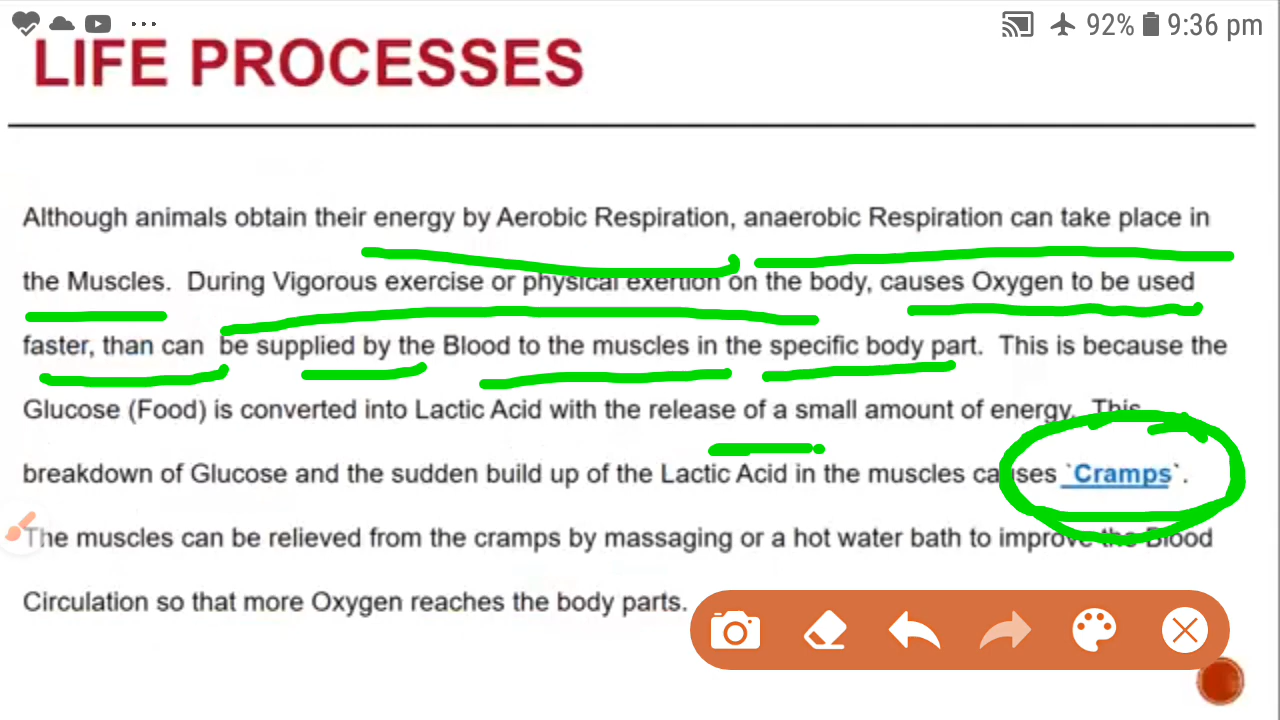 92% 9:36 pm
LIFE PROCESSES
Although animals obtain their energy by Aerobic Respiration, anaerobic Respiration can take place in
the Muscles. During Vigorous exercise or physical exertion on the body, causes Oxygen to be used
faster, than can be supplied by the Blood to the muscles in the specific body part. This is because the
Glucose (Food) is converted into Lactic Acid with the release of a small amount of energy. This
breakdown of Glucose and the sudden build up of the Lactic Acid in the muscles causes `Cramps`.
The muscles can be relieved from the cramps by massaging or a hot water bath to improve the Blood
Circulation so that more Oxygen reaches the body parts.